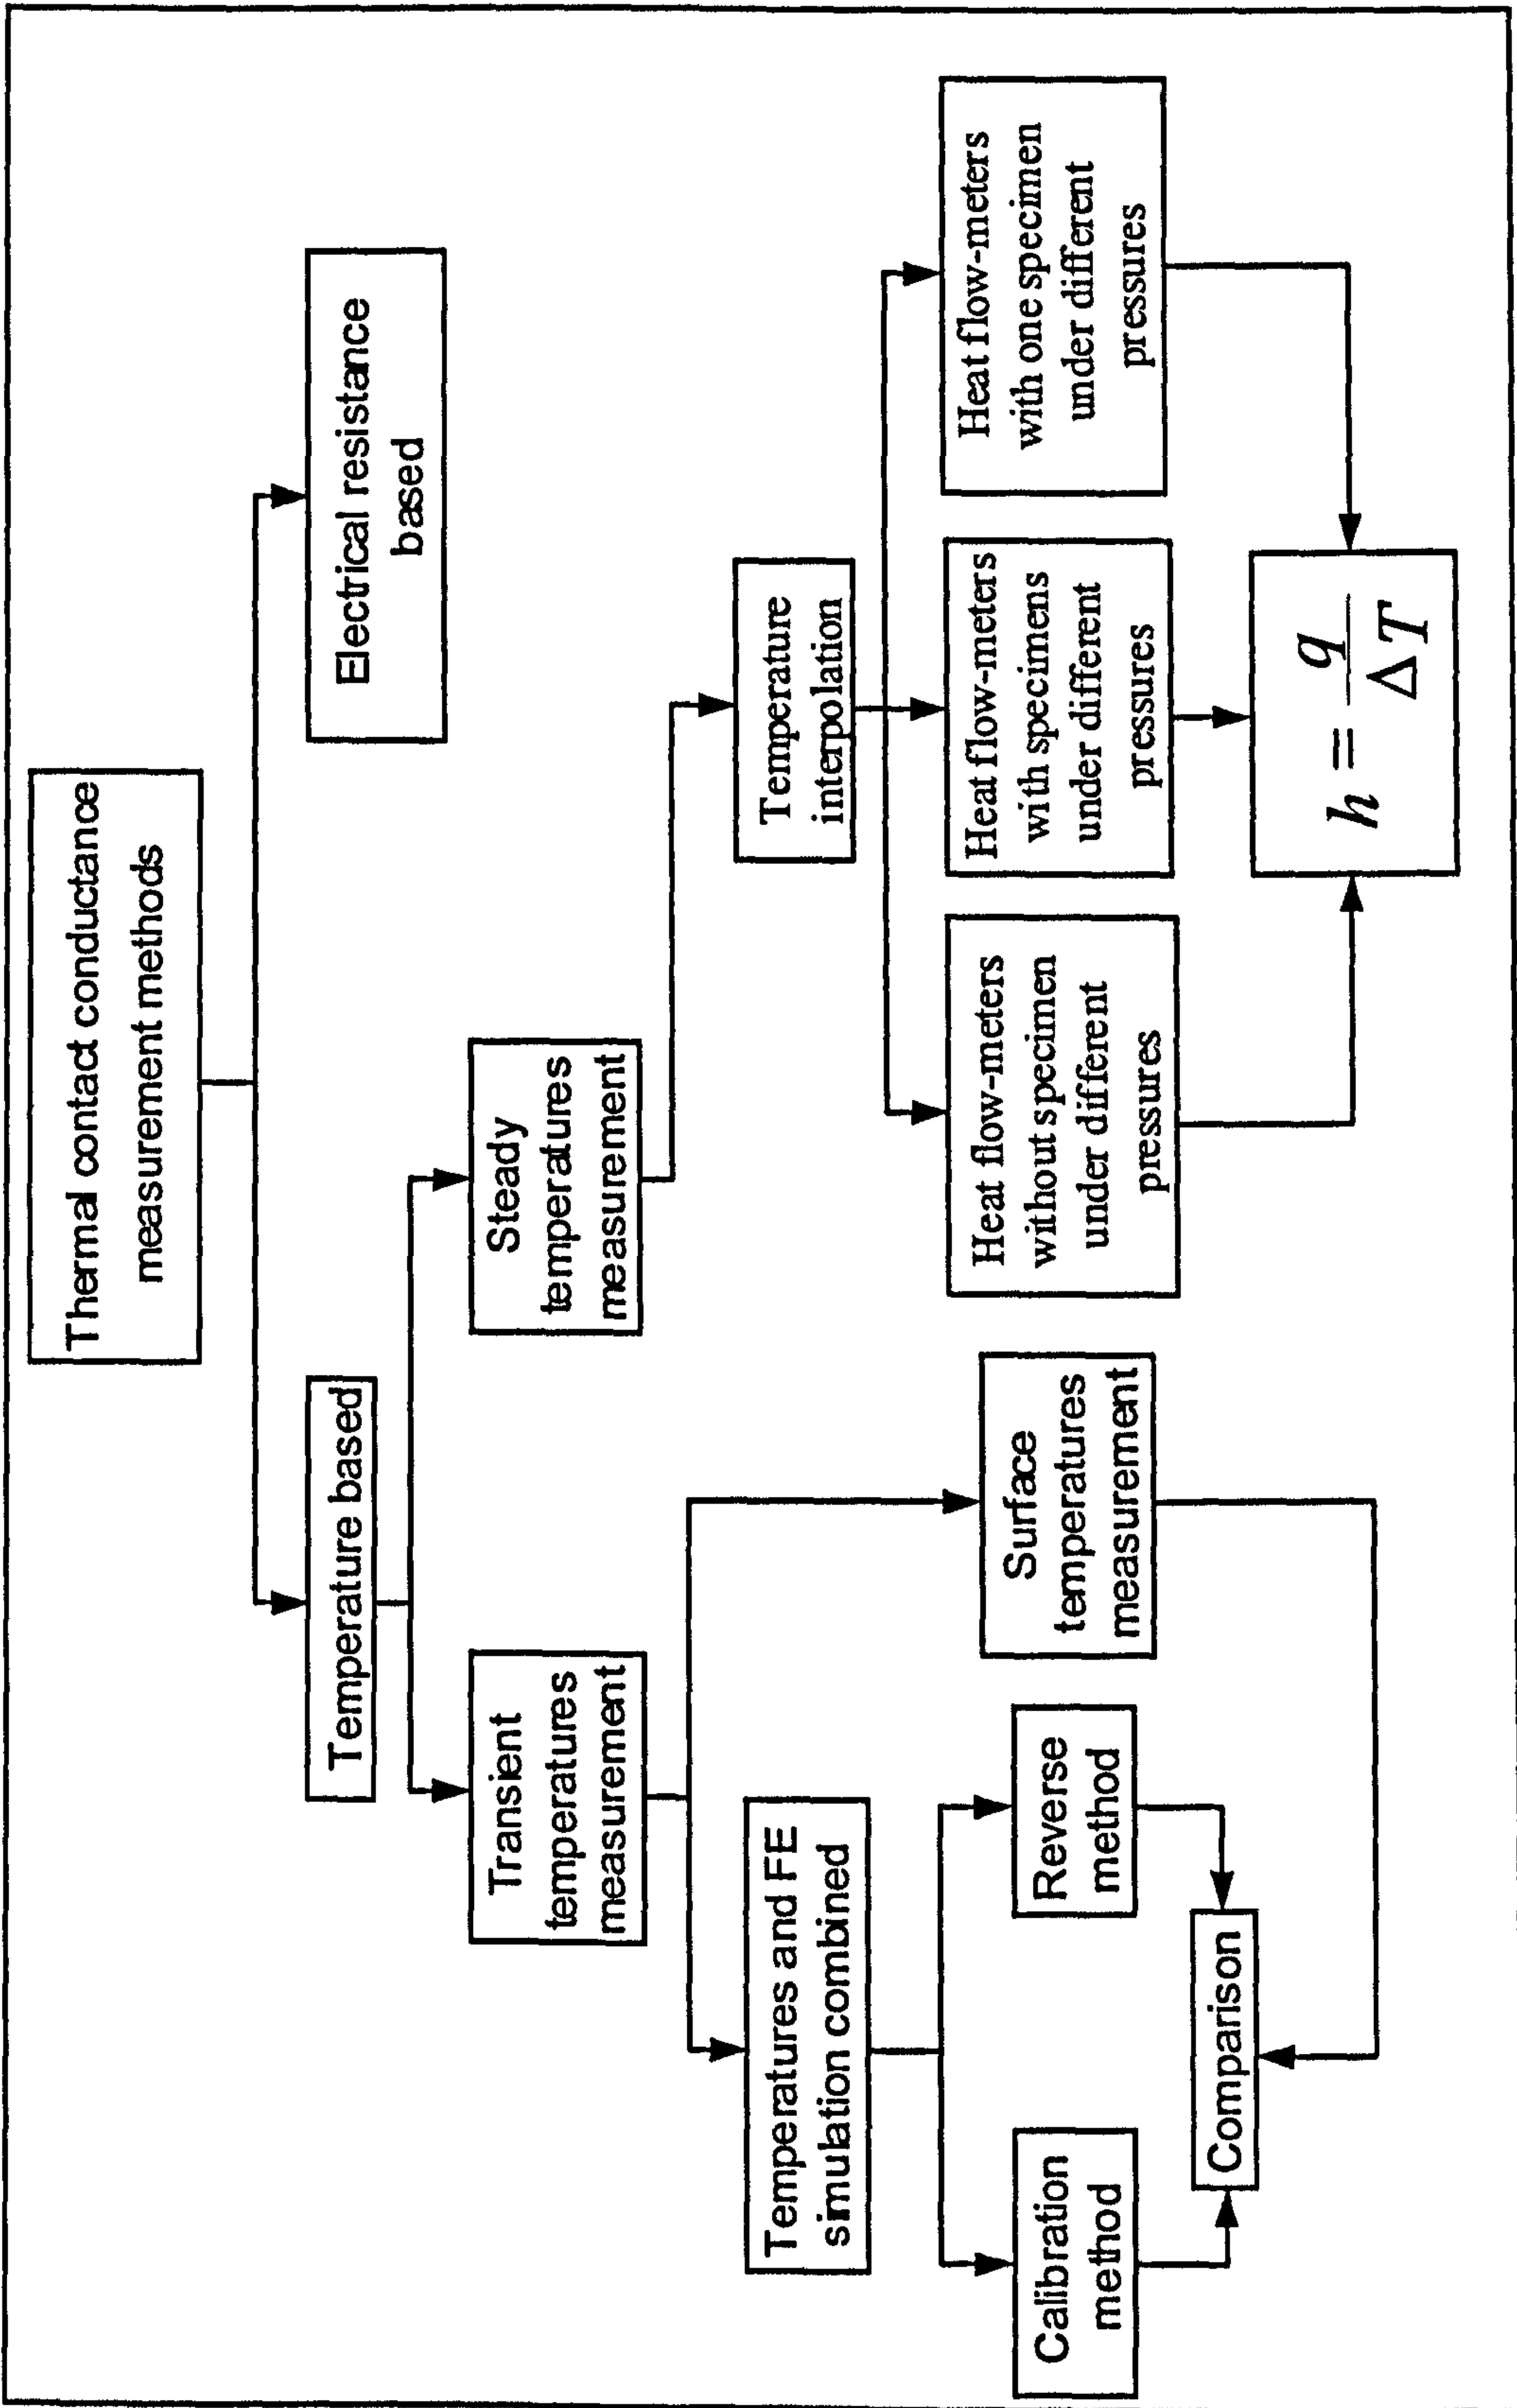 Thermal contact conductance
measurement methods
Temperature based
Electrical resistance
based
Transient
temperatures
measurement
Steady
temperatures
measurement
Temperatures and FE
simulation combined
Temperature
interpolation
Calibration
method
Reverse
method
Surface
temperatures
measurement
Heat flow-meters
without specimen
under different
pressures
Heat flow-meters
with specimens
under different
pressures
Heat flow-meters
with one specimen
under different
pressures
Comparison
h = q / ΔT